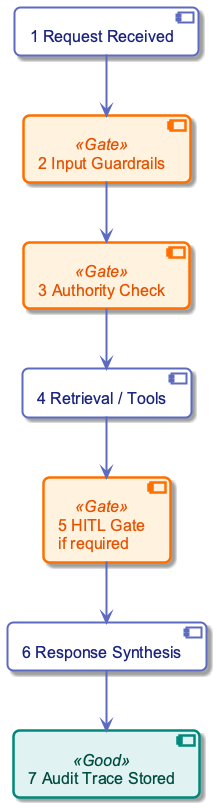 1 Request Received
«Gate»
2 Input Guardrails
«Gate»
3 Authority Check
4 Retrieval / Tools
«Gate»
5 HITL Gate
if required
6 Response Synthesis
«Good»
7 Audit Trace Stored